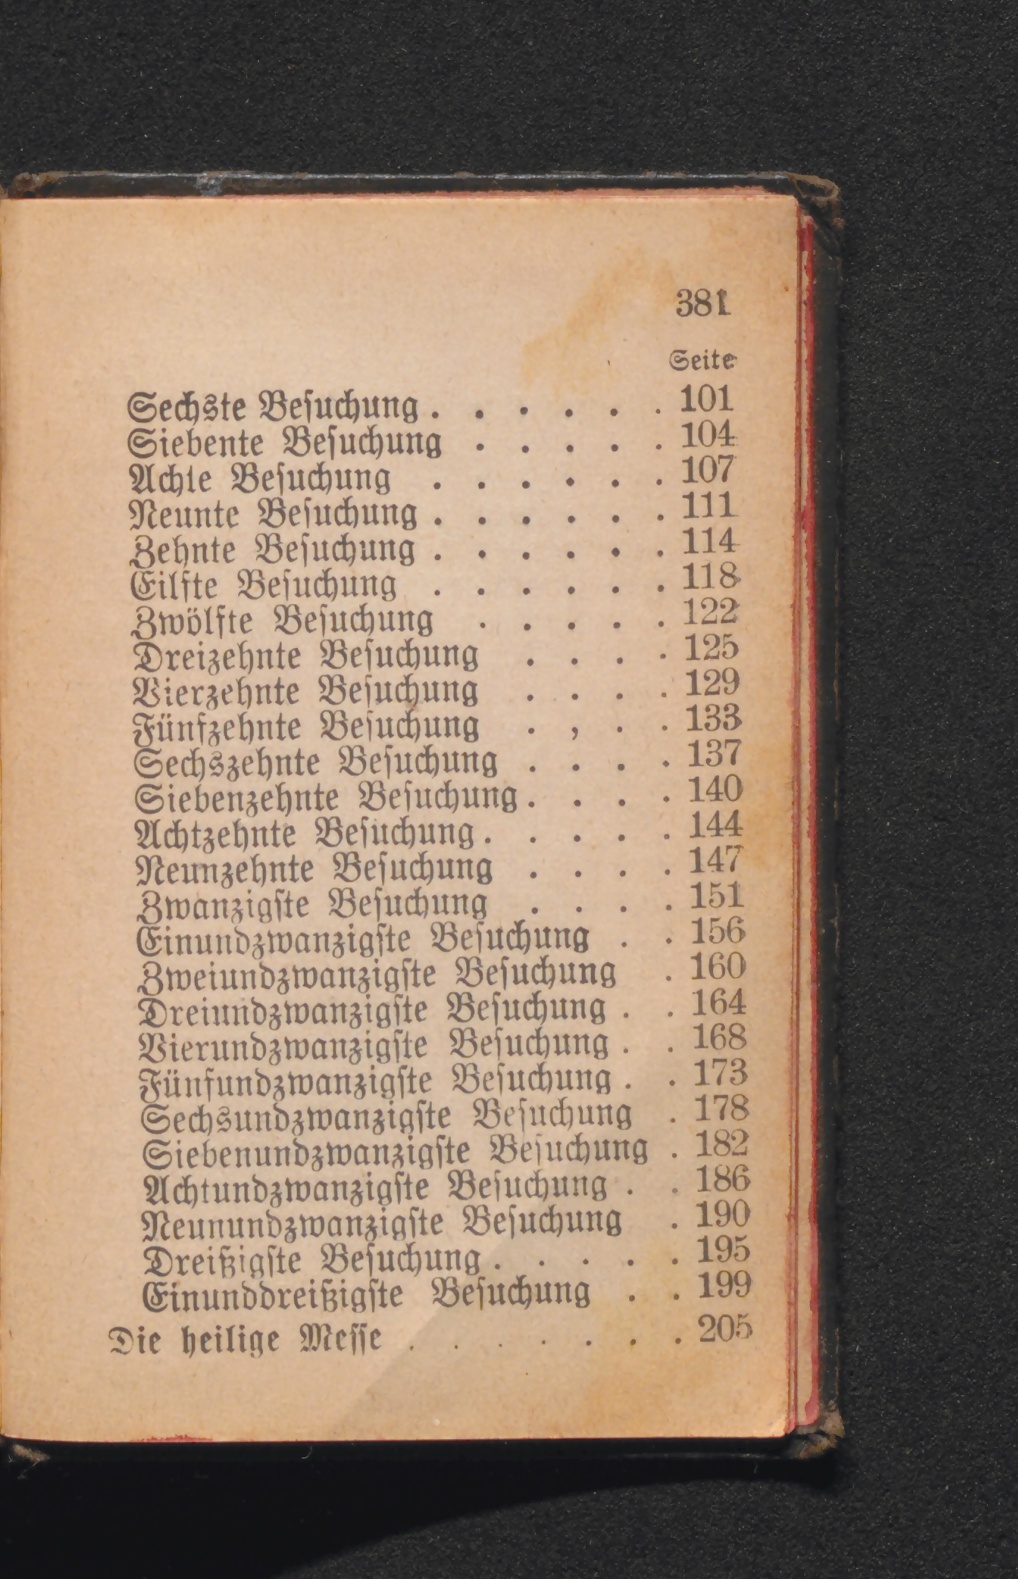 381
Seite
Sechste Besuchung . . . . . . 101
Siebente Besuchung . . . . . 104
Achte Besuchung . . . . . . 107
Neunte Besuchung . . . . . . 111
Zehnte Besuchung . . . . . . 114
Eilfte Besuchung . . . . . . 118
Zwölfte Besuchung . . . . . 122
Dreizehnte Besuchung . . . . 125
Vierzehnte Besuchung . . . . 129
Fünfzehnte Besuchung . , . . 133
Sechszehnte Besuchung . . . . 137
Siebenzehnte Besuchung . . . . 140
Achtzehnte Besuchung . . . . . 144
Neunzehnte Besuchung . . . . 147
Zwanzigste Besuchung . . . . 151
Einundzwanzigste Besuchung . . 156
Zweiundzwanzigste Besuchung . 160
Dreiundzwanzigste Besuchung . . 164
Vierundzwanzigste Besuchung . . 168
Fünfundzwanzigste Besuchung . . 173
Sechsundzwanzigste Besuchung . 178
Siebenundzwanzigste Besuchung . 182
Achtundzwanzigste Besuchung . . 186
Neunundzwanzigste Besuchung . 190
Dreißigste Besuchung . . . . . 195
Einunddreißigste Besuchung . . 199
Die heilige Messe . . . . . . . 205